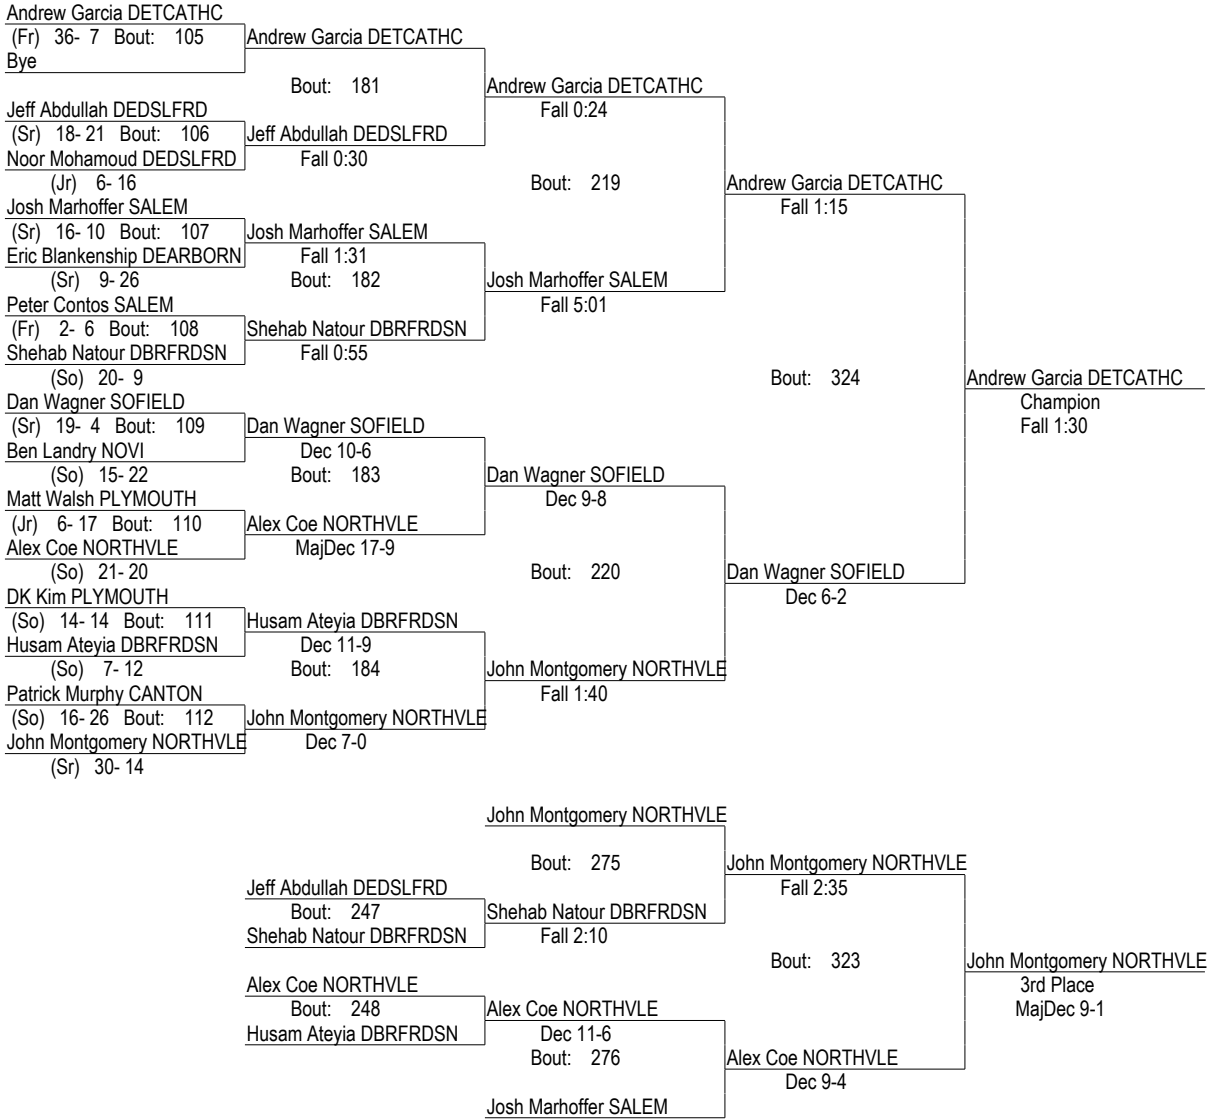 Andrew Garcia DETCATHC
(Fr) 36- 7 Bout: 105 Andrew Garcia DETCATHC
Bye
Bout: 181 Andrew Garcia DETCATHC
Jeff Abdullah DEDSLFRD Fall 0:24
(Sr) 18- 21 Bout: 106 Jeff Abdullah DEDSLFRD
Noor Mohamoud DEDSLFRD Fall 0:30
(Jr) 6- 16 Bout: 219 Andrew Garcia DETCATHC
Josh Marhoffer SALEM Fall 1:15
(Sr) 16- 10 Bout: 107 Josh Marhoffer SALEM
Eric Blankenship DEARBORN Fall 1:31
(Sr) 9- 26 Bout: 182 Josh Marhoffer SALEM
Peter Contos SALEM Fall 5:01
(Fr) 2- 6 Bout: 108 Shehab Natour DBRFRDSN
Shehab Natour DBRFRDSN Fall 0:55
(So) 20- 9 Bout: 324 Andrew Garcia DETCATHC
Dan Wagner SOFIELD Champion
(Sr) 19- 4 Bout: 109 Dan Wagner SOFIELD Fall 1:30
Ben Landry NOVI Dec 10-6
(So) 15- 22 Bout: 183 Dan Wagner SOFIELD
Matt Walsh PLYMOUTH Dec 9-8
(Jr) 6- 17 Bout: 110 Alex Coe NORTHVLE
Alex Coe NORTHVLE MajDec 17-9
(So) 21- 20 Bout: 220 Dan Wagner SOFIELD
DK Kim PLYMOUTH Dec 6-2
(So) 14- 14 Bout: 111 Husam Ateyia DBRFRDSN
Husam Ateyia DBRFRDSN Dec 11-9
(So) 7- 12 Bout: 184 John Montgomery NORTHVLE
Patrick Murphy CANTON Fall 1:40
(So) 16- 26 Bout: 112 John Montgomery NORTHVLE
John Montgomery NORTHVLE Dec 7-0
(Sr) 30- 14
John Montgomery NORTHVLE
Bout: 275 John Montgomery NORTHVLE
Jeff Abdullah DEDSLFRD Fall 2:35
Bout: 247 Shehab Natour DBRFRDSN
Shehab Natour DBRFRDSN Fall 2:10
Bout: 323 John Montgomery NORTHVLE
Alex Coe NORTHVLE 3rd Place
Bout: 248 Alex Coe NORTHVLE MajDec 9-1
Husam Ateyia DBRFRDSN Dec 11-6
Bout: 276 Alex Coe NORTHVLE
Dec 9-4
Josh Marhoffer SALEM